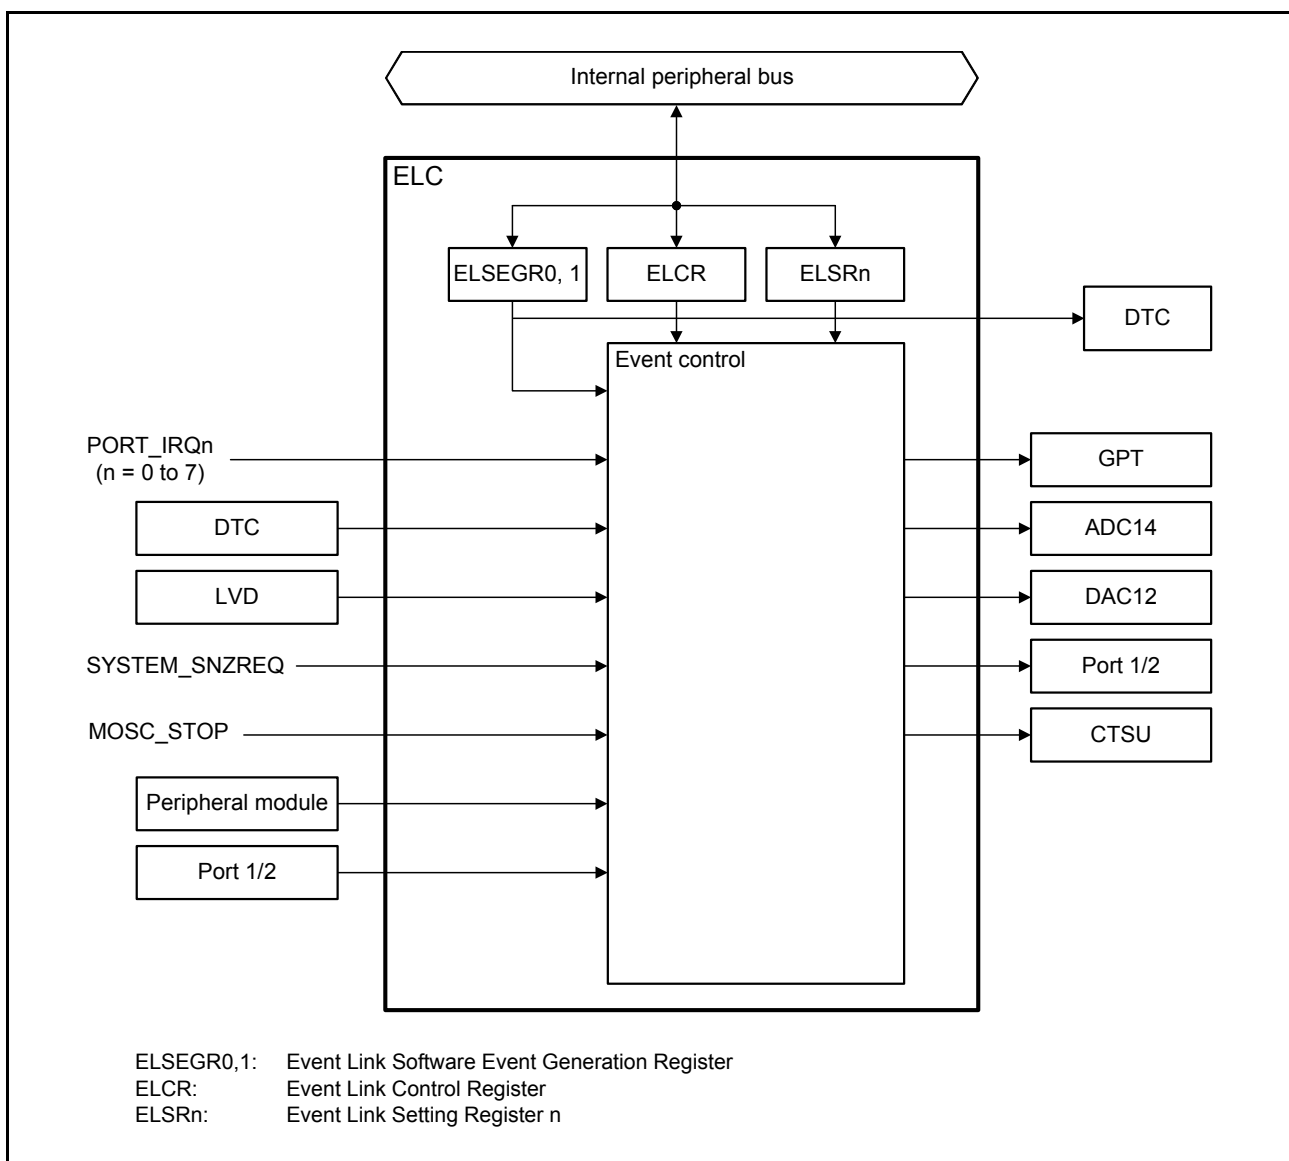 Internal peripheral bus
ELC
ELSEGR0, 1
ELCR
ELSRn
DTC
Event control
PORT_IRQn
(n = 0 to 7)
GPT
DTC
ADC14
LVD
DAC12
SYSTEM_SNZREQ
Port 1/2
MOSC_STOP
CTSU
Peripheral module
Port 1/2
ELSEGR0,1: Event Link Software Event Generation Register
ELCR: Event Link Control Register
ELSRn: Event Link Setting Register n